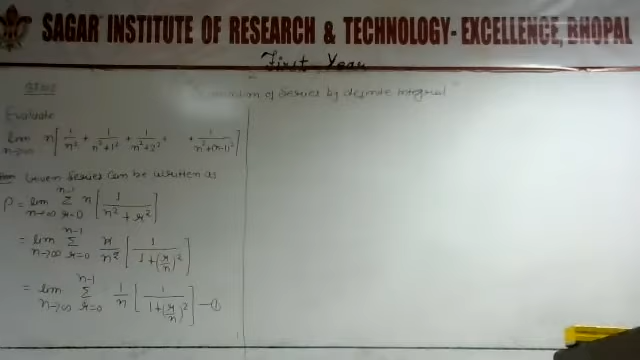 SAGAR INSTITUTE OF RESEARCH & TECHNOLOGY- EXCELLENCE, BHOPAL
First Year
of Series by definite integral
Evaluate
lim n→∞ n[1/n² + 1/(n²+1²) + 1/(n²+2²) + + 1/(n²+(n-1)²)]
Given Series can be written as
P = lim n→∞ Σ r=0 n-1 n[1/(n²+r²)]
= lim n→∞ Σ r=0 n-1 n/n² [1/(1+(r/n)²)]
= lim n→∞ Σ r=0 n-1 1/n [1/(1+(r/n)²)] —①